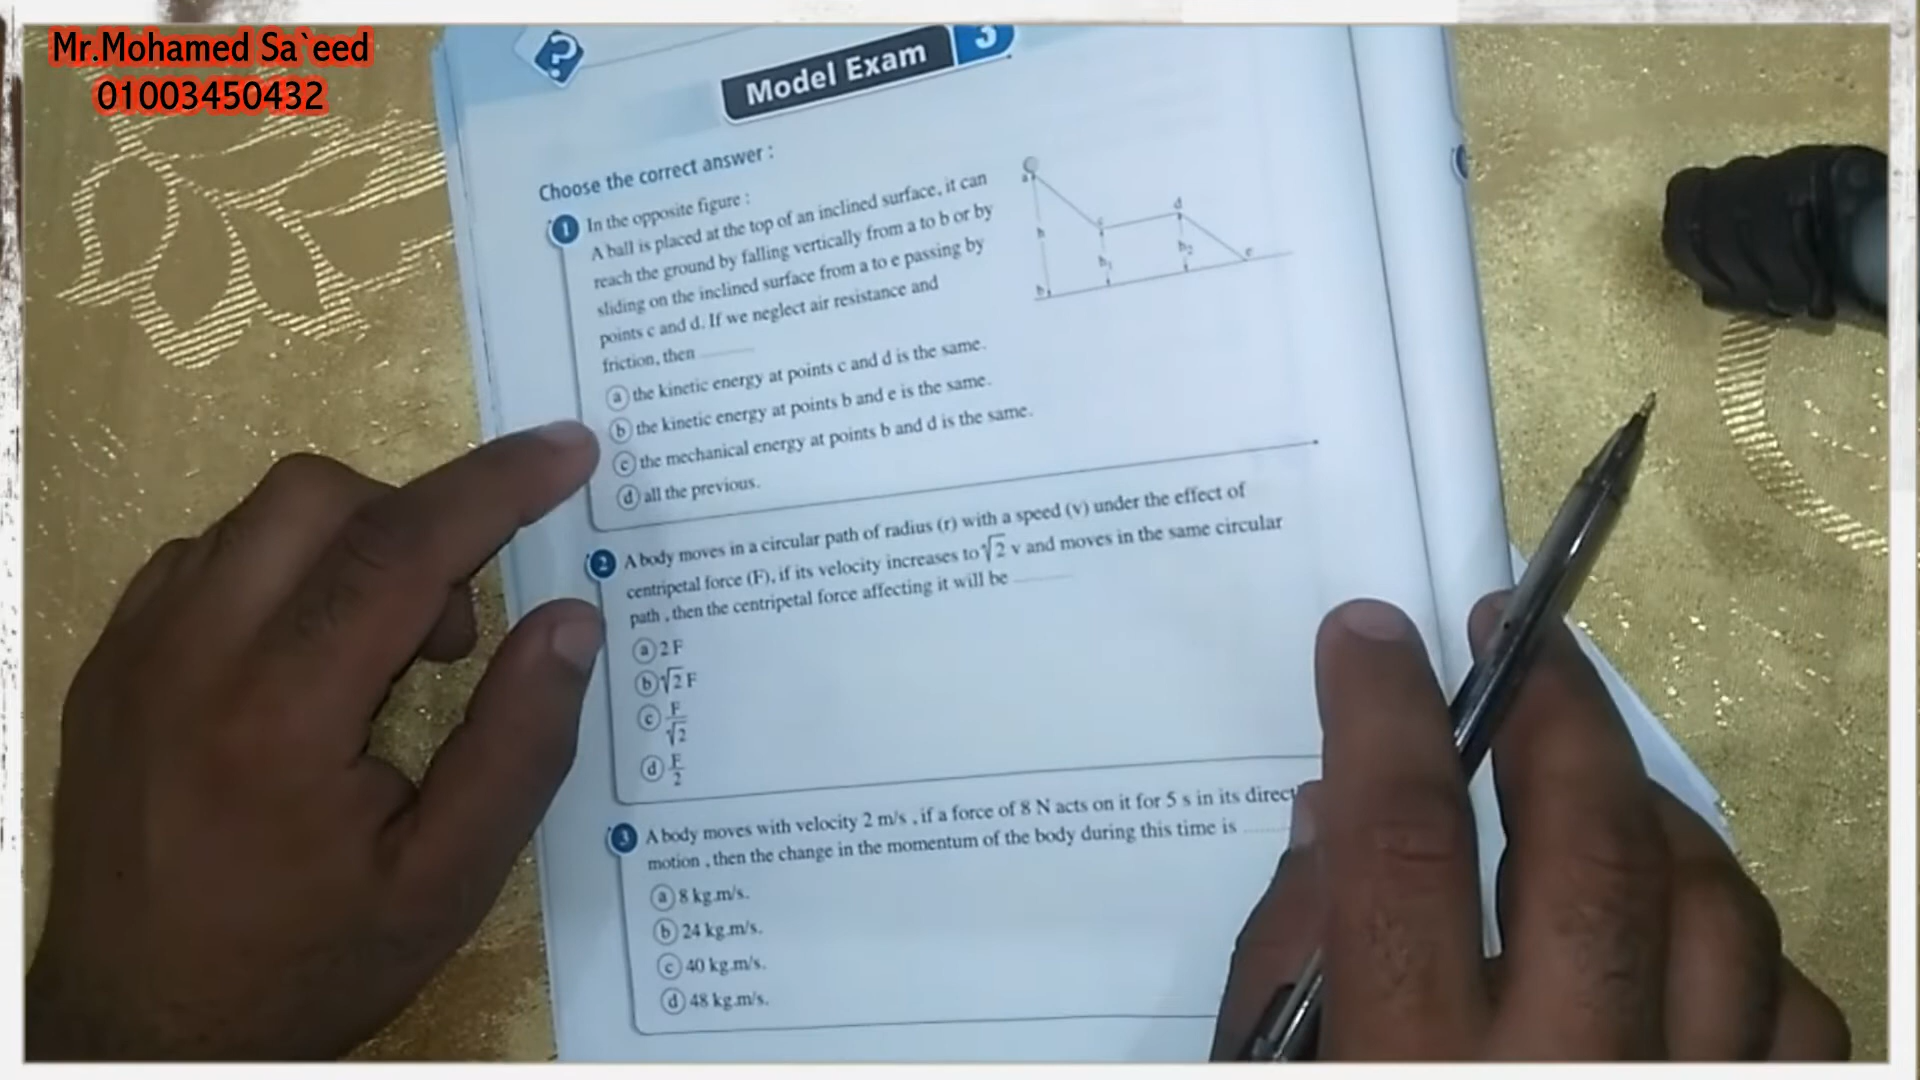 Mr.Mohamed Sa`eed
01003450432
?
Model Exam 3
Choose the correct answer :
1 In the opposite figure :
A ball is placed at the top of an inclined surface, it can
reach the ground by falling vertically from a to b or by
sliding on the inclined surface from a to e passing by
points c and d. If we neglect air resistance and
friction, then
a the kinetic energy at points c and d is the same.
b the kinetic energy at points b and e is the same.
c the mechanical energy at points b and d is the same.
d all the previous.
a
c
d
h
h₁
h₂
b
e
2 A body moves in a circular path of radius (r) with a speed (v) under the effect of
centripetal force (F), if its velocity increases to √2 v and moves in the same circular
path , then the centripetal force affecting it will be
a 2 F
b √2 F
c F/√2
d F/2
3 A body moves with velocity 2 m/s , if a force of 8 N acts on it for 5 s in its
motion , then the change in the momentum of the body during this time is
a 8 kg.m/s.
b 24 kg.m/s.
c 40 kg.m/s.
d 48 kg.m/s.